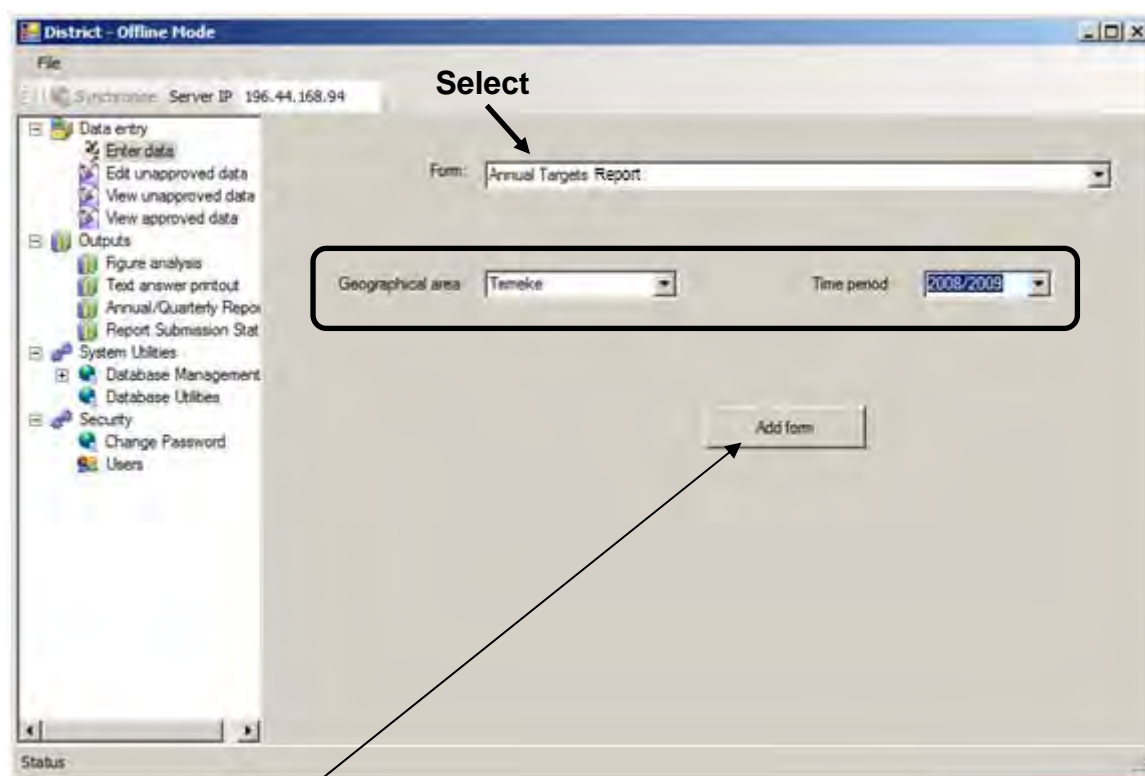 District - Offline Mode
File
Synchronise Server IP 196.44.168.94
Select
Data entry
Enter data
Edit unapproved data
View unapproved data
View approved data
Outputs
Figure analysis
Text answer printout
Annual/Quarterly Repor
Report Submission Stat
System Utilities
Database Management
Database Utilities
Security
Change Password
Users
Form: Annual Targets Report
Geographical area Temeke Time period 2008/2009
Add form
Status